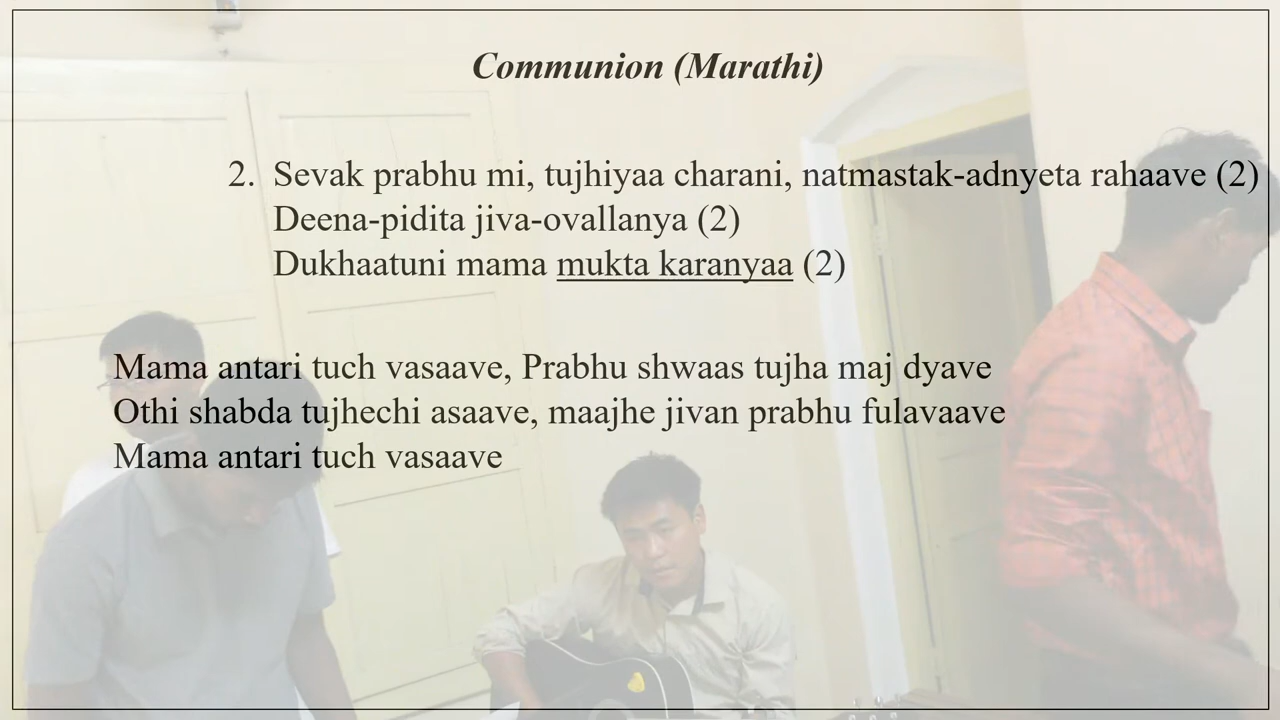 Communion (Marathi)
2. Sevak prabhu mi, tujhiyaa charani, natmastak-adnyeta rahaave (2)
Deena-pidita jiva-ovallanya (2)
Dukhaatuni mama mukta karanyaa (2)
Mama antari tuch vasaave, Prabhu shwaas tujha maj dyave
Othi shabda tujhechi asaave, maajhe jivan prabhu fulavaave
Mama antari tuch vasaave